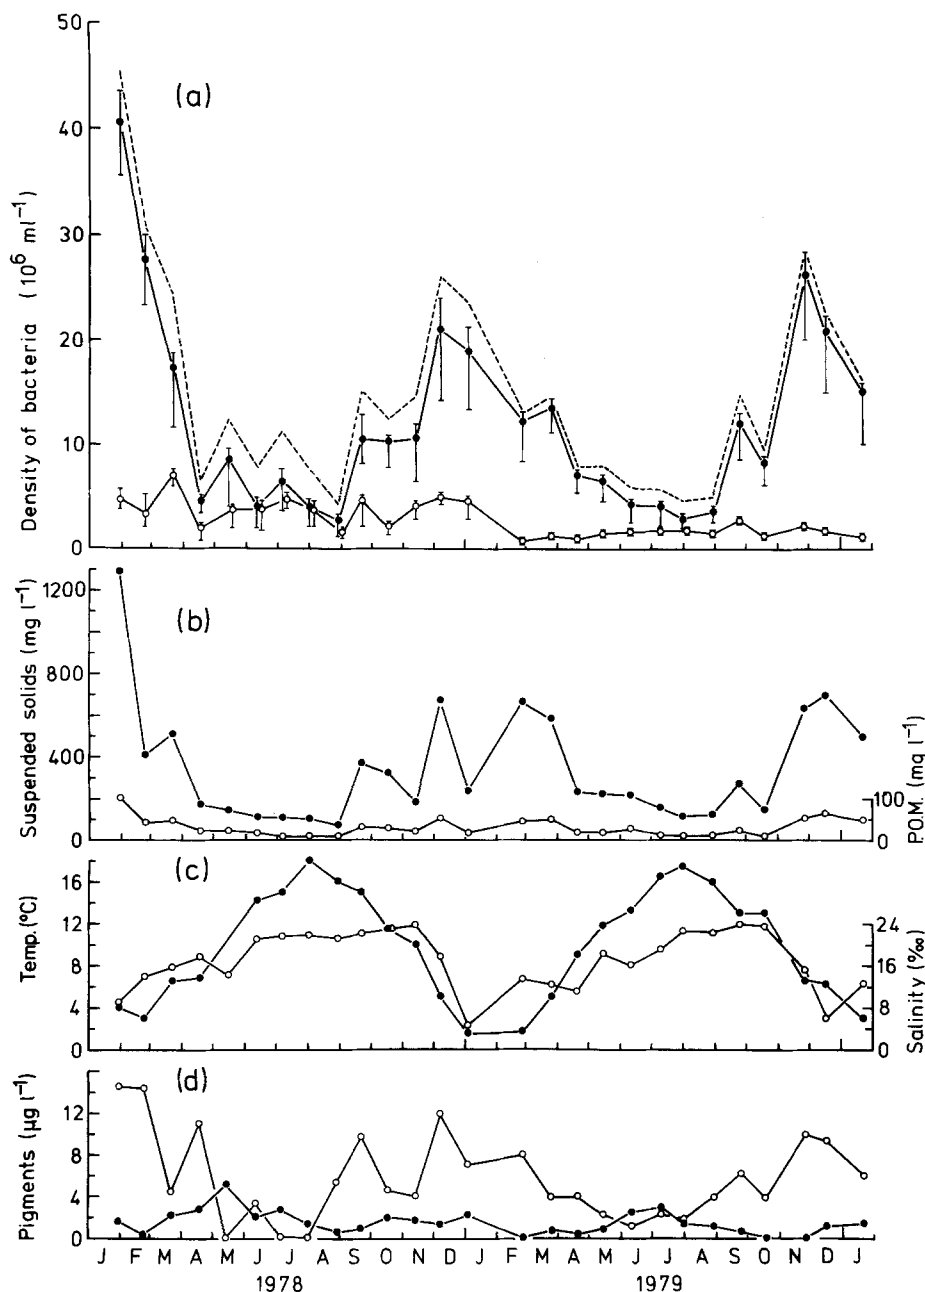 50
(a)
40
30
20
10
0
Density of bacteria (10⁶ ml⁻¹)
1200
(b)
800
400
0
Suspended solids (mg l⁻¹)
100
0
P.O.M. (mg l⁻¹)
(c)
16
12
8
4
0
Temp. (°C)
24
16
8
0
Salinity (‰)
(d)
12
8
4
0
Pigments (µg l⁻¹)
J F M A M J J A S O N D J F M A M J J A S O N D J
1978 1979